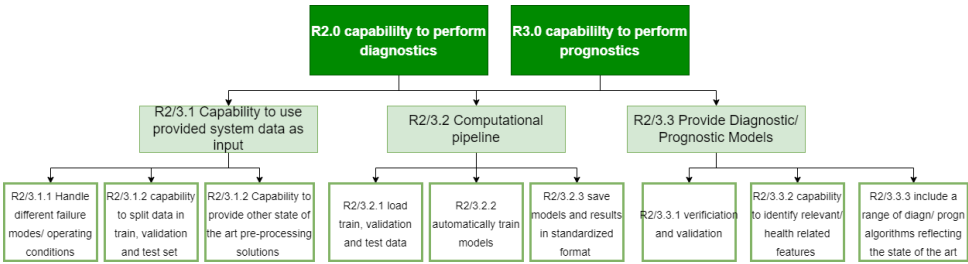 R2.0 capabililty to perform
diagnostics
R3.0 capabililty to perform
prognostics
R2/3.1 Capability to use
provided system data as
input
R2/3.2 Computational
pipeline
R2/3.3 Provide Diagnostic/
Prognostic Models
R2/3.1.1 Handle
different failure
modes/ operating
conditions
R2/3.1.2 capability
to split data in
train, validation
and test set
R2/3.1.2 Capability to
provide other state of
the art pre-processing
solutions
R2/3.2.1 load
train, validation
and test data
R2/3.2.2
automatically train
models
R2/3.2.3 save
models and results
in standardized
format
R2/3.3.1 verificiation
and validation
R2/3.3.2 capability
to identify relevant/
health related
features
R2/3.3.3 include a
range of diagn/ progn
algorithms reflecting
the state of the art